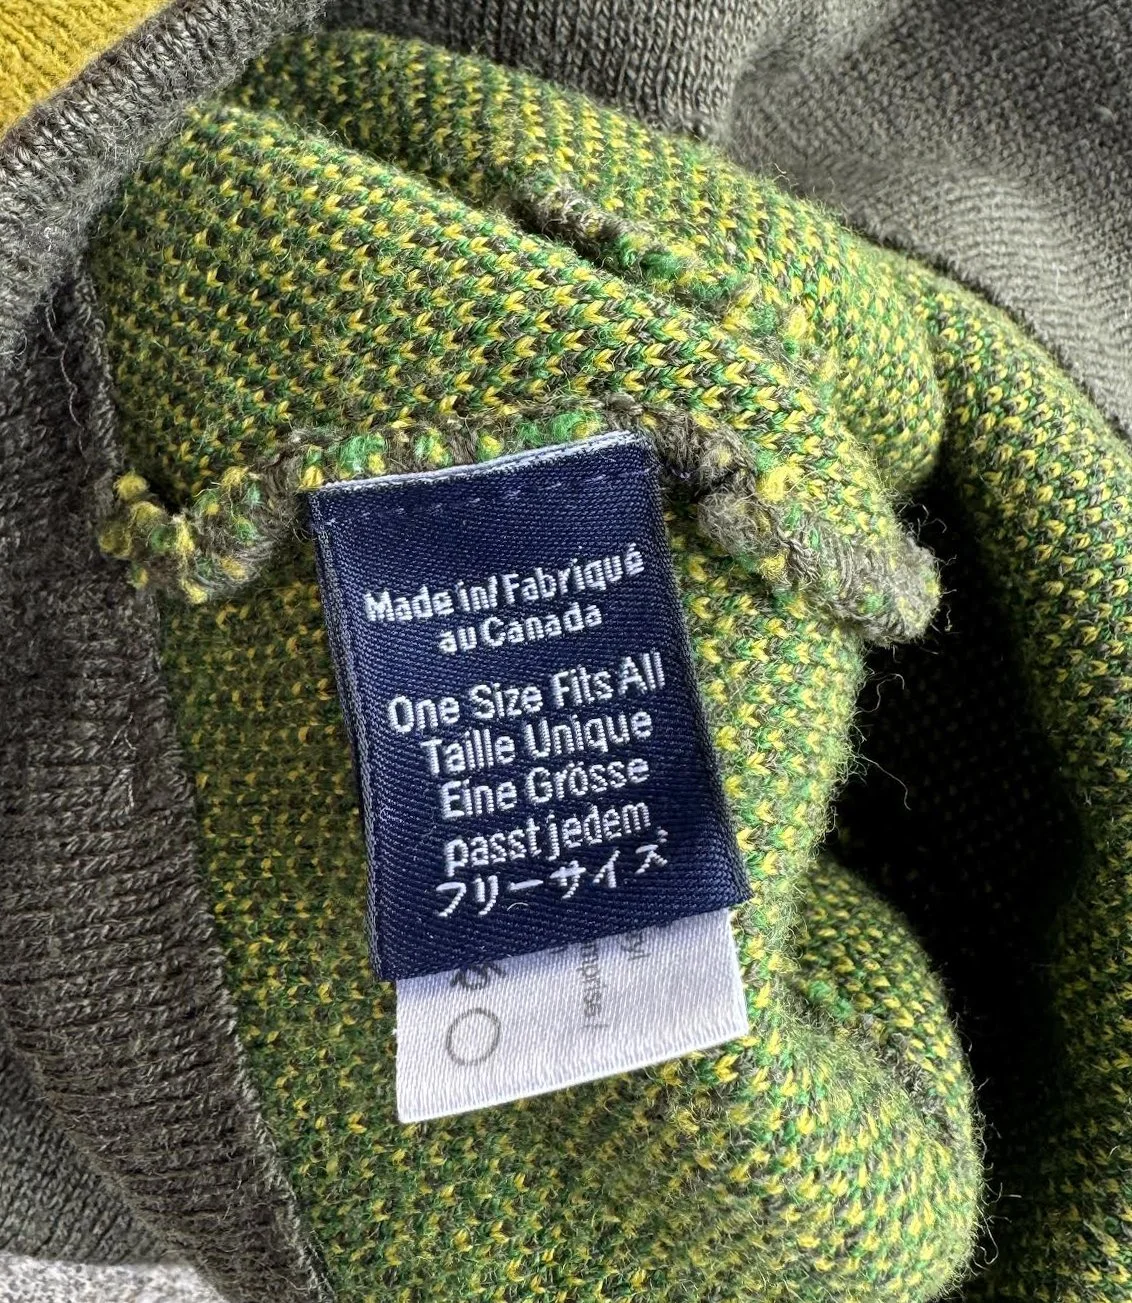 Made in/Fabriqué
au Canada
One Size Fits All
Taille Unique
Eine Grösse
passt jedem
フリーサイズ